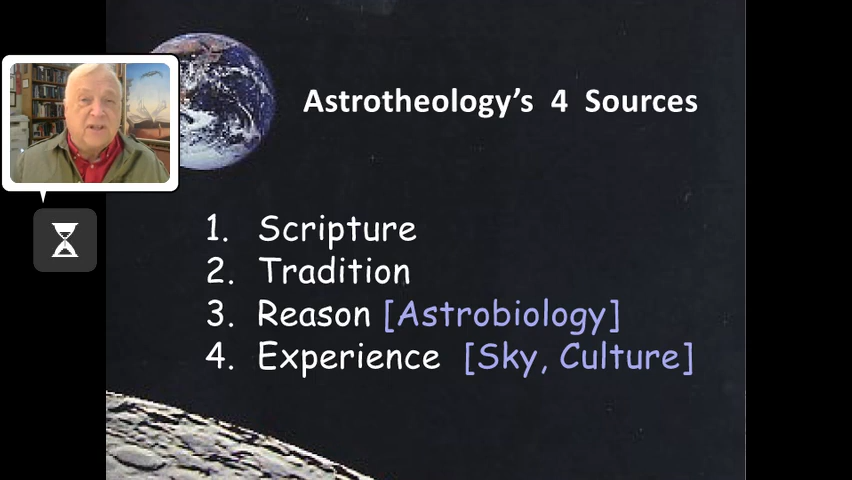 Astrotheology's 4 Sources
1. Scripture
2. Tradition
3. Reason [Astrobiology]
4. Experience [Sky, Culture]